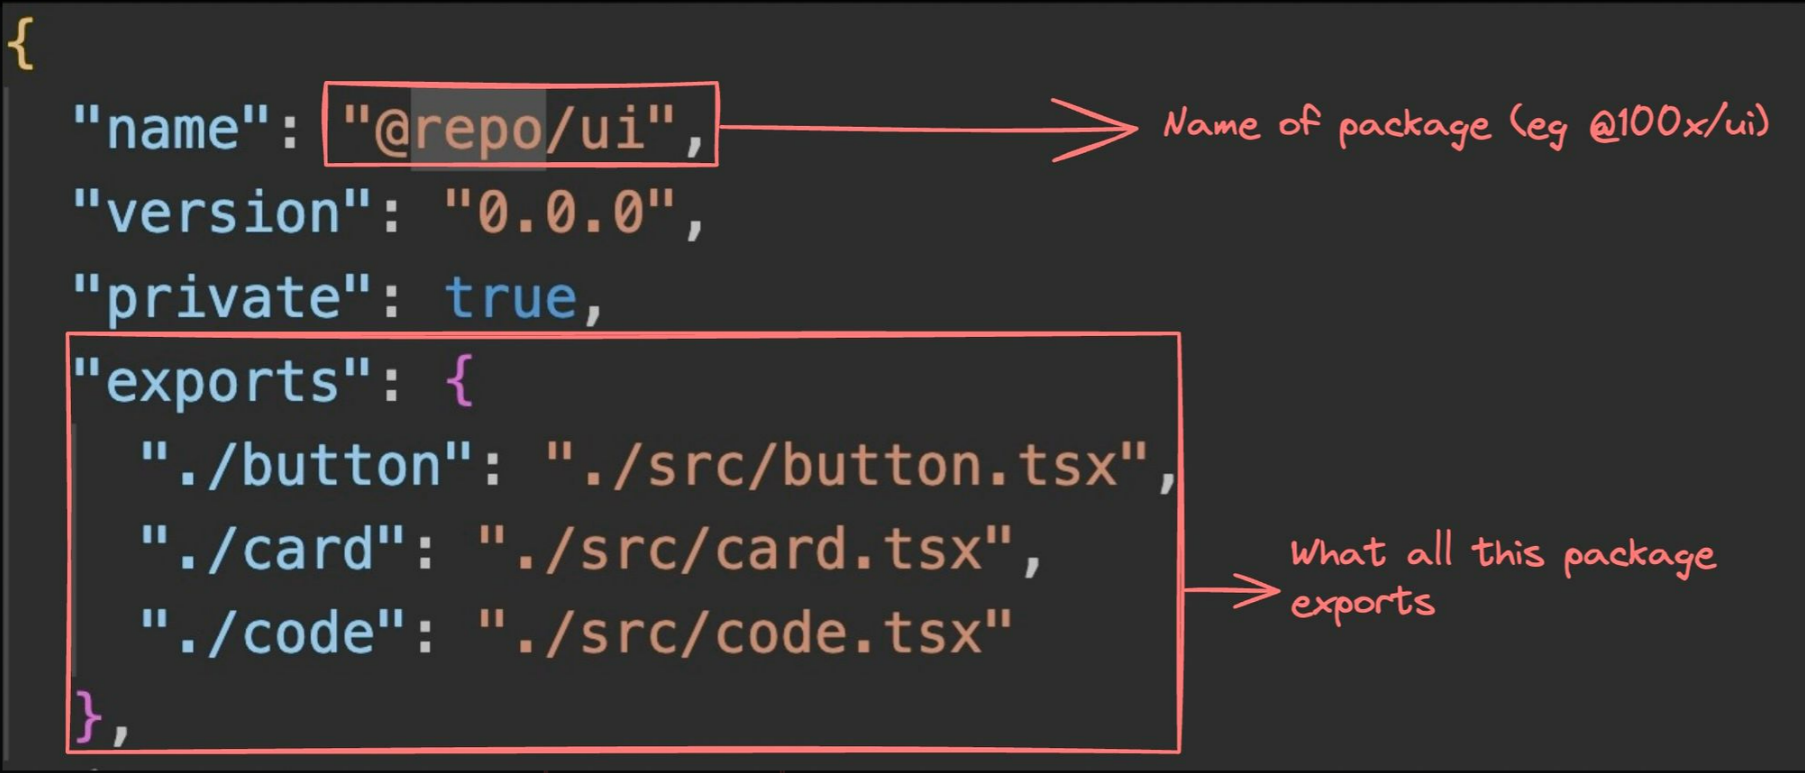 {
"name": "@repo/ui", Name of package (eg @100x/ui)
"version": "0.0.0",
"private": true,
"exports": {
"./button": "./src/button.tsx",
"./card": "./src/card.tsx",
"./code": "./src/code.tsx"
},
What all this package
exports